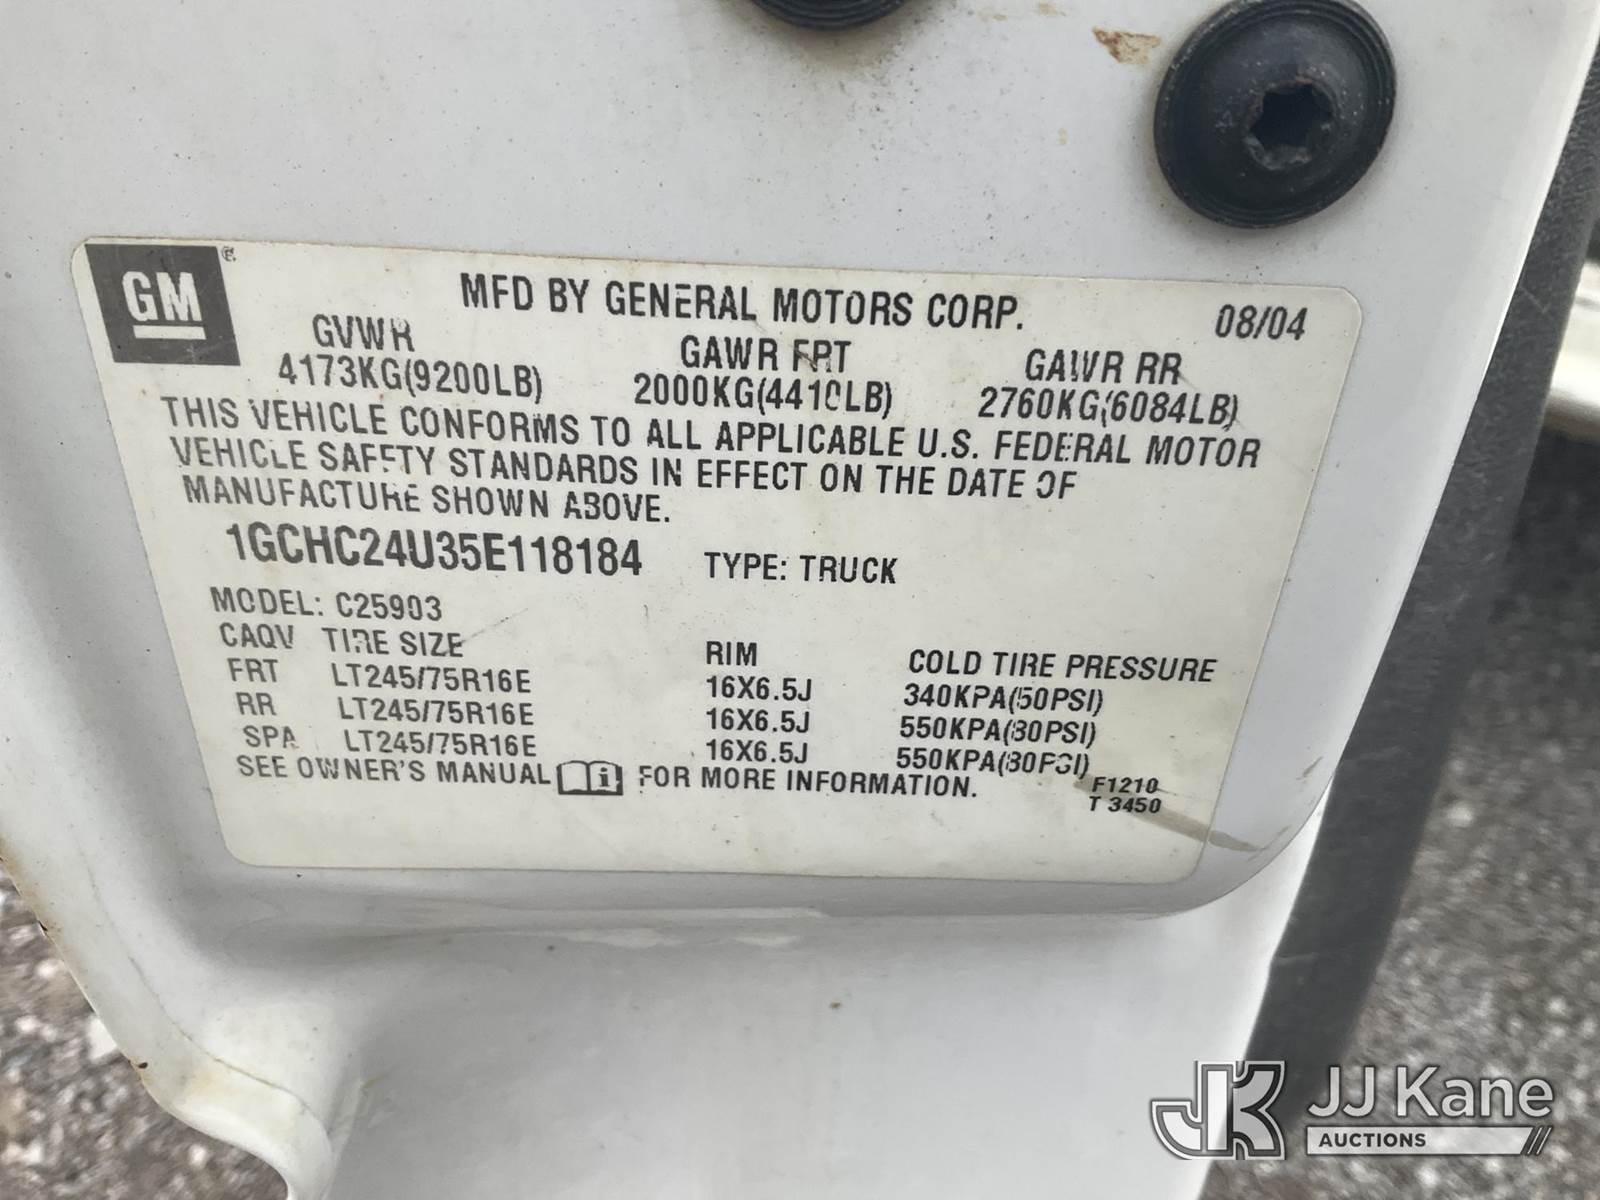 GM
MFD BY GENERAL MOTORS CORP. 08/04
GVWR GAWR FRT GAWR RR
4173KG(9200LB) 2000KG(4410LB) 2760KG(6084LB)
THIS VEHICLE CONFORMS TO ALL APPLICABLE U.S. FEDERAL MOTOR
VEHICLE SAFETY STANDARDS IN EFFECT ON THE DATE OF
MANUFACTURE SHOWN ABOVE.
1GCHC24U35E118184 TYPE: TRUCK
MODEL: C25903
CAQV TIRE SIZE RIM COLD TIRE PRESSURE
FRT LT245/75R16E 16X6.5J 340KPA(50PSI)
RR LT245/75R16E 16X6.5J 550KPA(80PSI)
SPA LT245/75R16E 16X6.5J 550KPA(80PSI)
SEE OWNER'S MANUAL i FOR MORE INFORMATION.
F1210
T 3450
JK JJ Kane
AUCTIONS